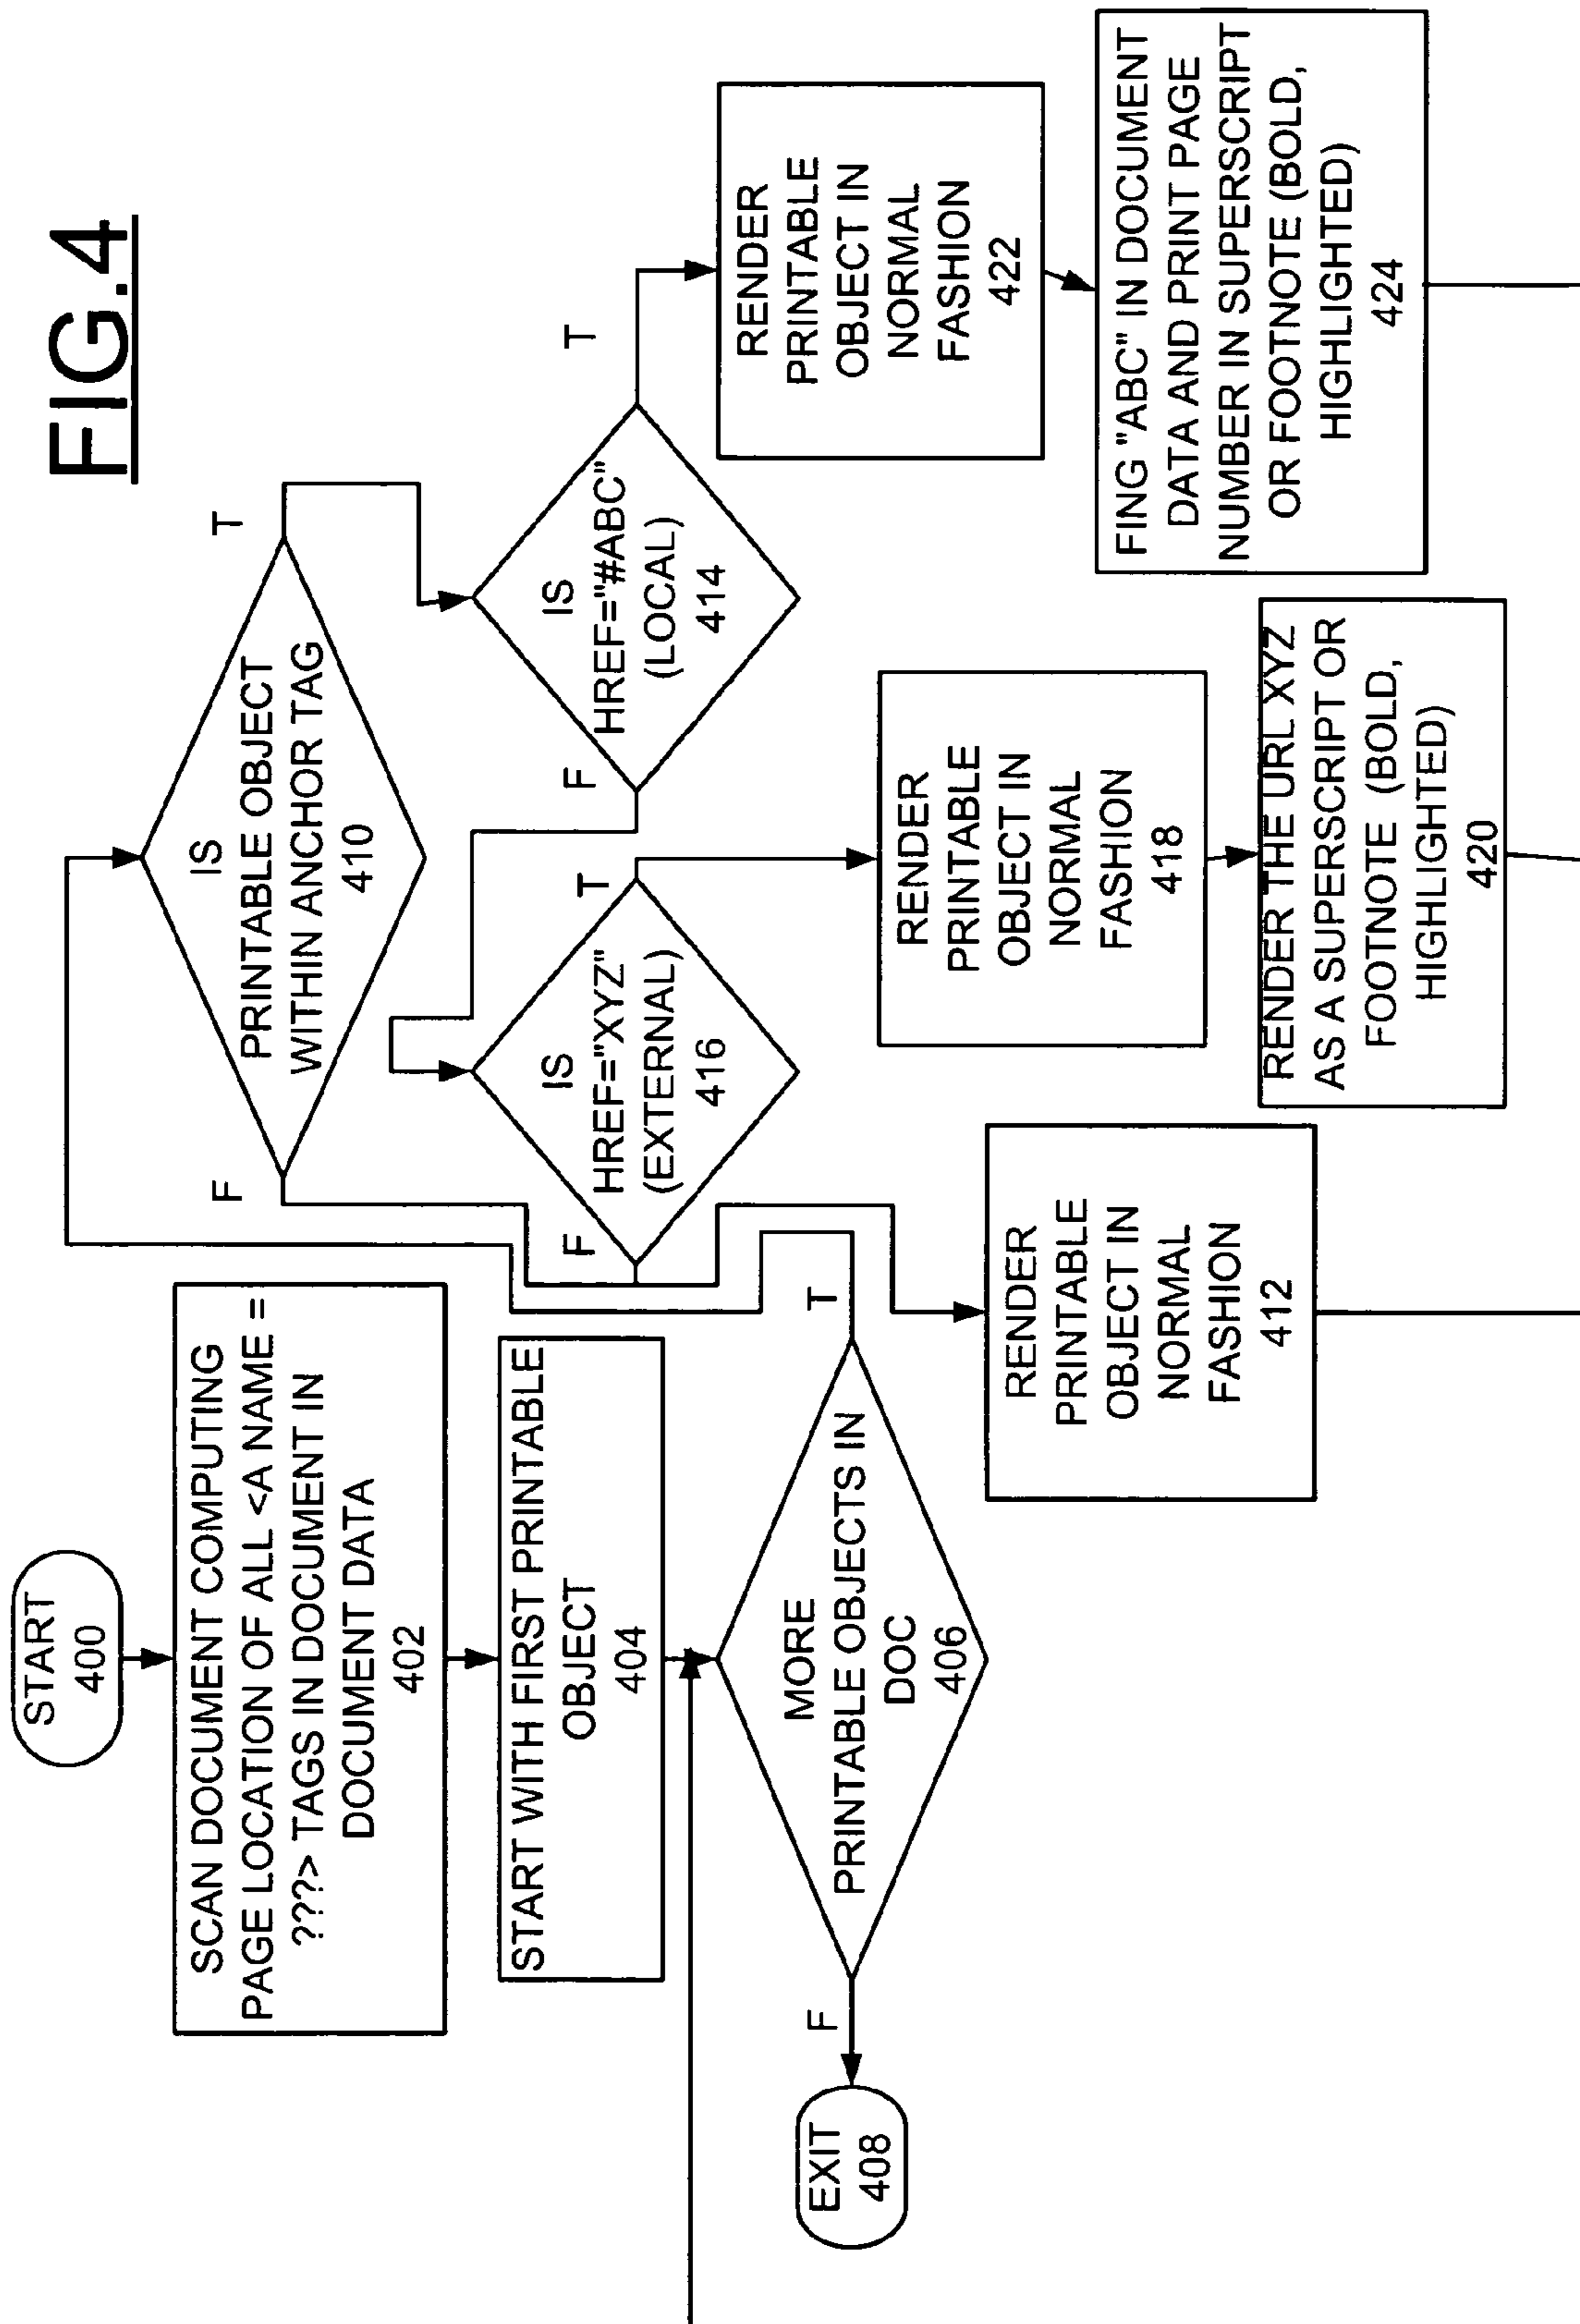 FIG.4
START
400
SCAN DOCUMENT COMPUTING
PAGE LOCATION OF ALL <A NAME =
???> TAGS IN DOCUMENT IN
DOCUMENT DATA
402
START WITH FIRST PRINTABLE
OBJECT
404
MORE
PRINTABLE OBJECTS IN
DOC
406
F
T
EXIT
408
IS
PRINTABLE OBJECT
WITHIN ANCHOR TAG
410
F
T
IS
HREF="#ABC"
(LOCAL)
414
F
T
IS
HREF="XYZ"
(EXTERNAL)
416
F
T
RENDER
PRINTABLE
OBJECT IN
NORMAL
FASHION
412
RENDER
PRINTABLE
OBJECT IN
NORMAL
FASHION
418
RENDER THE URL XYZ
AS A SUPERSCRIPT OR
FOOTNOTE (BOLD,
HIGHLIGHTED)
420
RENDER
PRINTABLE
OBJECT IN
NORMAL
FASHION
422
FING "ABC" IN DOCUMENT
DATA AND PRINT PAGE
NUMBER IN SUPERSCRIPT
OR FOOTNOTE (BOLD,
HIGHLIGHTED)
424